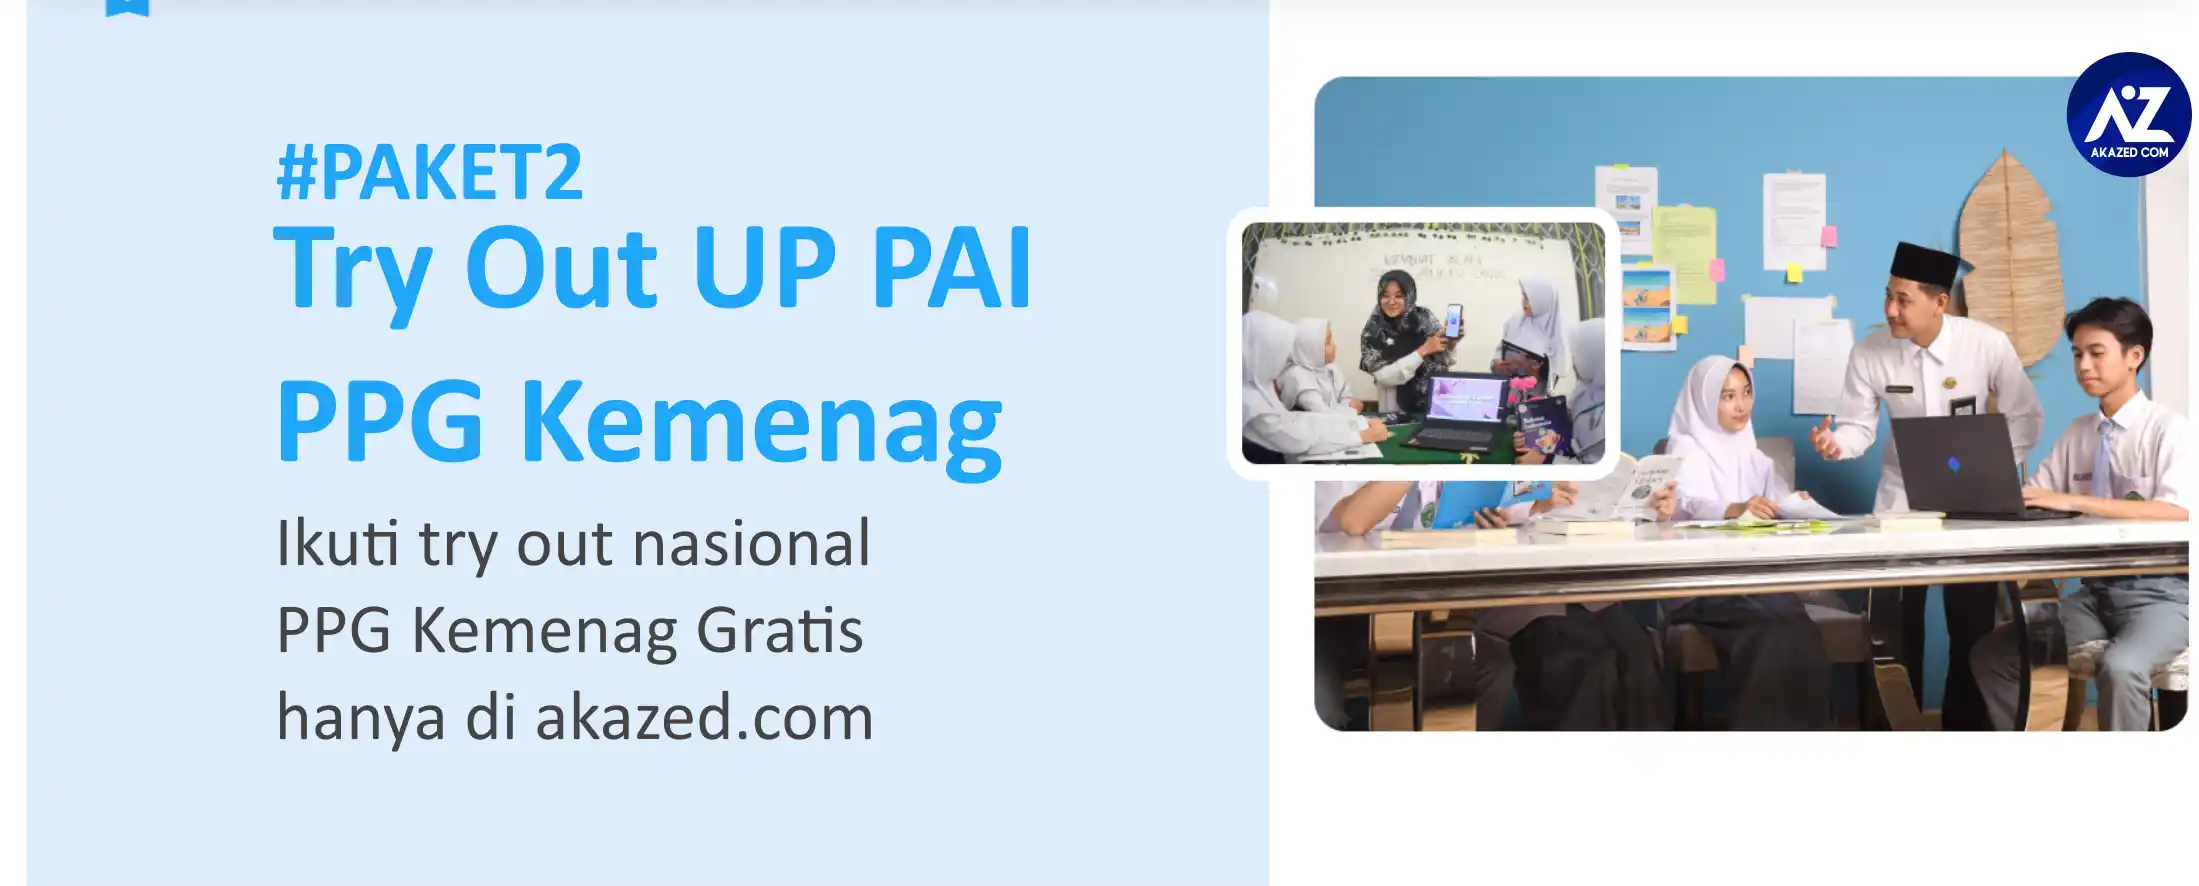 #PAKET2
Try Out UP PAI
PPG Kemenag
Ikuti try out nasional
PPG Kemenag Gratis
hanya di akazed.com
AZ
AKAZED COM